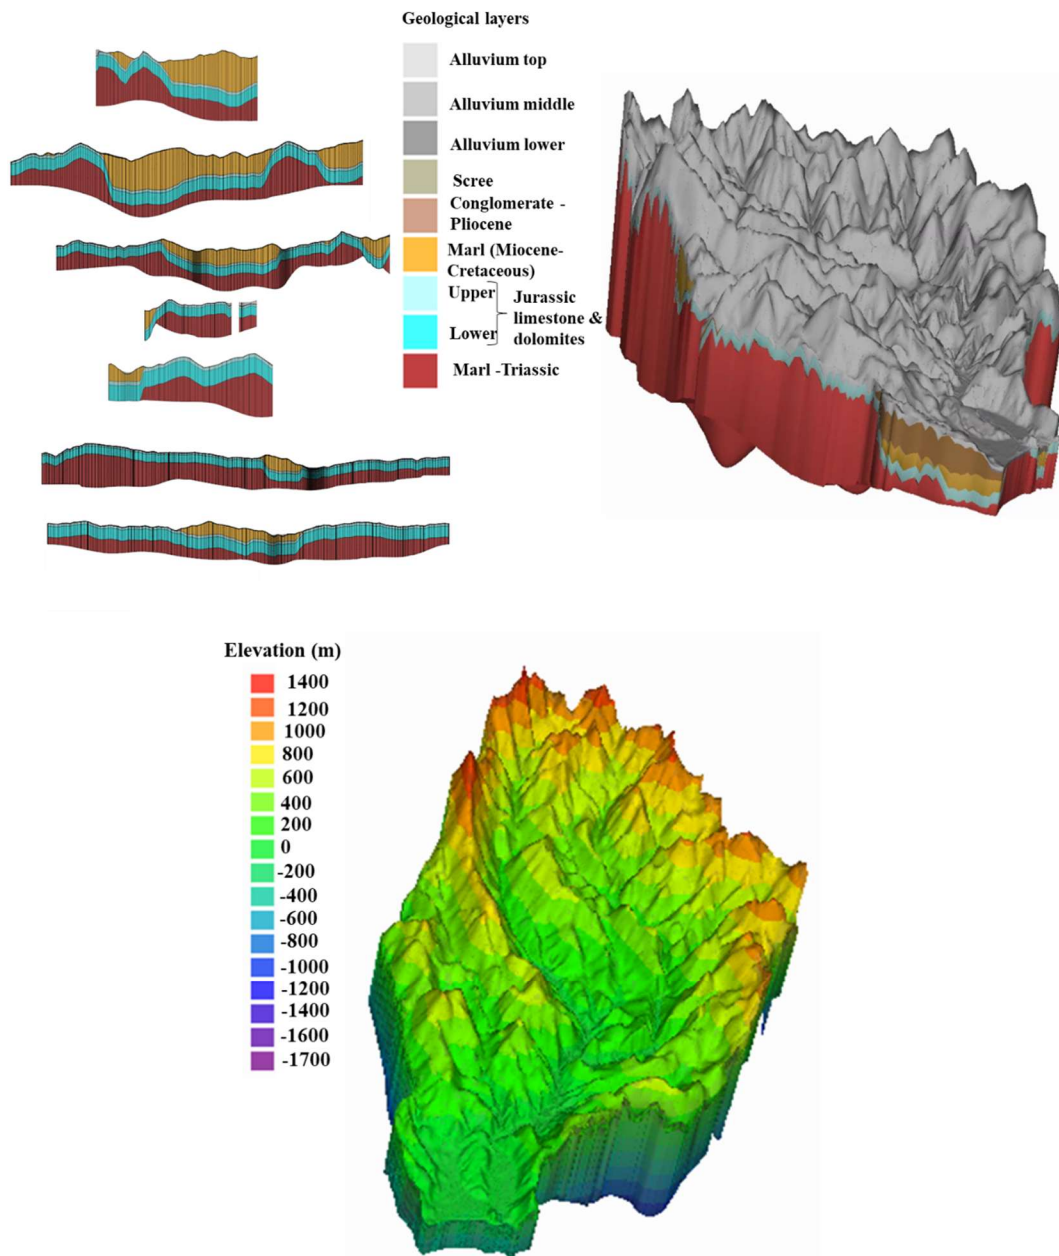 Geological layers
Alluvium top
Alluvium middle
Alluvium lower
Scree
Conglomerate -
Pliocene
Marl (Miocene-
Cretaceous)
Upper
Lower
Jurassic
limestone &
dolomites
Marl -Triassic
Elevation (m)
1400
1200
1000
800
600
400
200
0
-200
-400
-600
-800
-1000
-1200
-1400
-1600
-1700